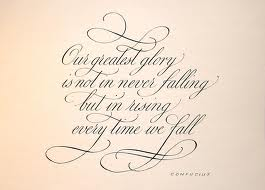 Our greatest glory
is not in never falling
but in rising
every time we fall
CONFUCIUS